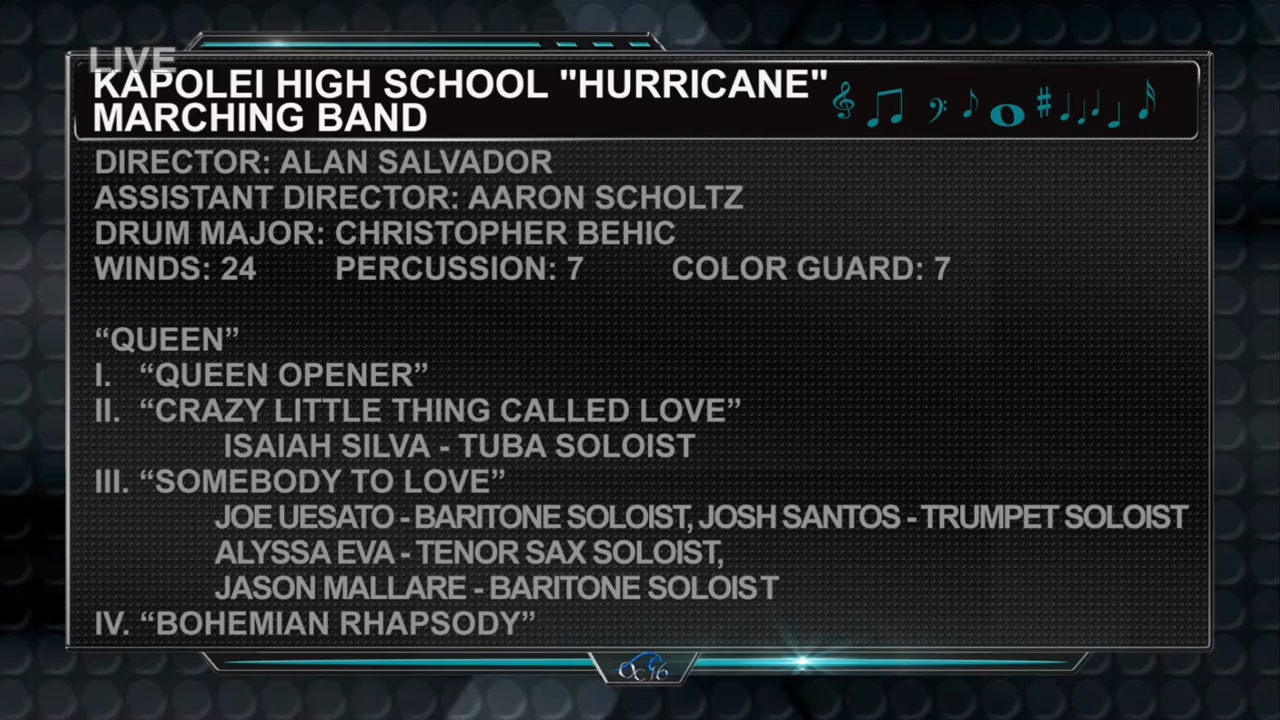 LIVE
KAPOLEI HIGH SCHOOL "HURRICANE"
MARCHING BAND
DIRECTOR: ALAN SALVADOR
ASSISTANT DIRECTOR: AARON SCHOLTZ
DRUM MAJOR: CHRISTOPHER BEHIC
WINDS: 24 PERCUSSION: 7 COLOR GUARD: 7
“QUEEN”
I. “QUEEN OPENER”
II. “CRAZY LITTLE THING CALLED LOVE”
ISAIAH SILVA - TUBA SOLOIST
III. “SOMEBODY TO LOVE”
JOE UESATO - BARITONE SOLOIST, JOSH SANTOS - TRUMPET SOLOIST
ALYSSA EVA - TENOR SAX SOLOIST,
JASON MALLARE - BARITONE SOLOIST
IV. “BOHEMIAN RHAPSODY”
OC16